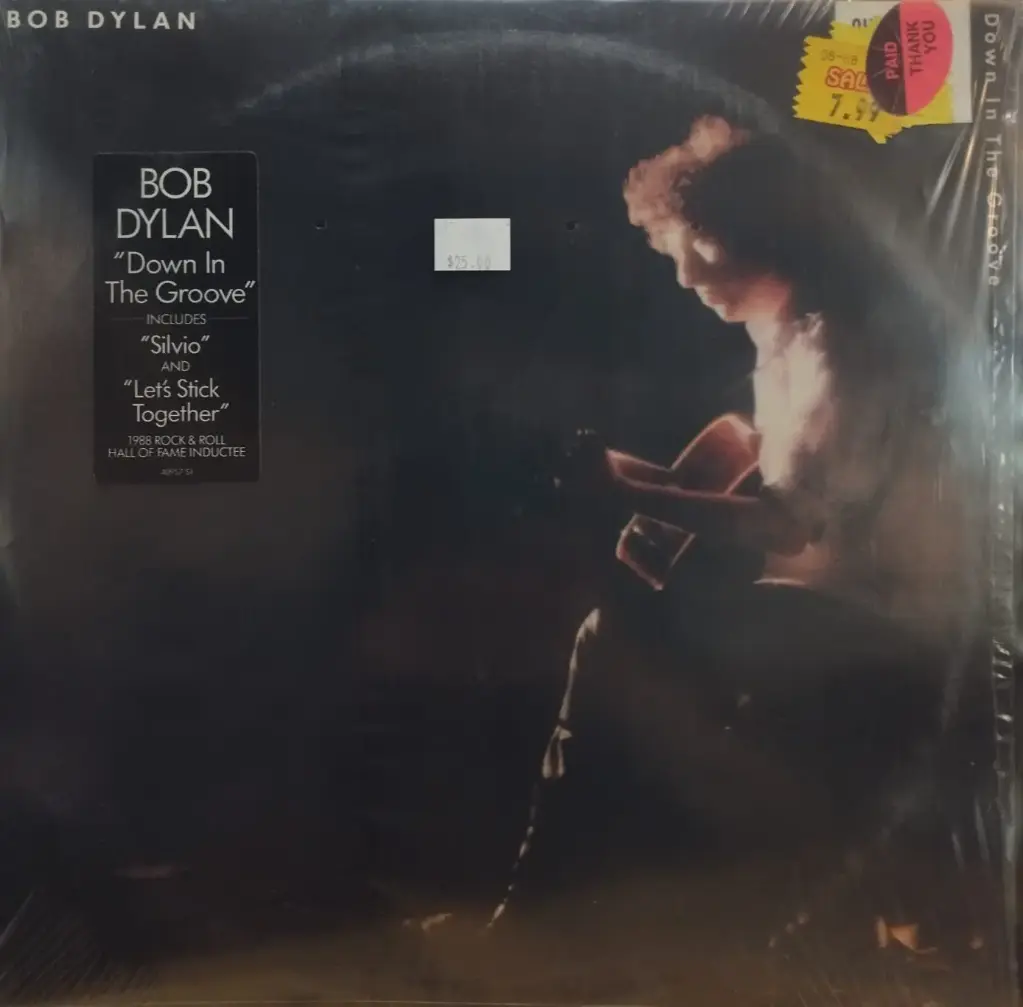 BOB DYLAN
PAID
THANK
YOU
7.99
Down In The Groove
BOB
DYLAN
"Down In
The Groove"
INCLUDES
"Silvio"
AND
"Let's Stick
Together"
1988 ROCK & ROLL
HALL OF FAME INDUCTEE
$25.00